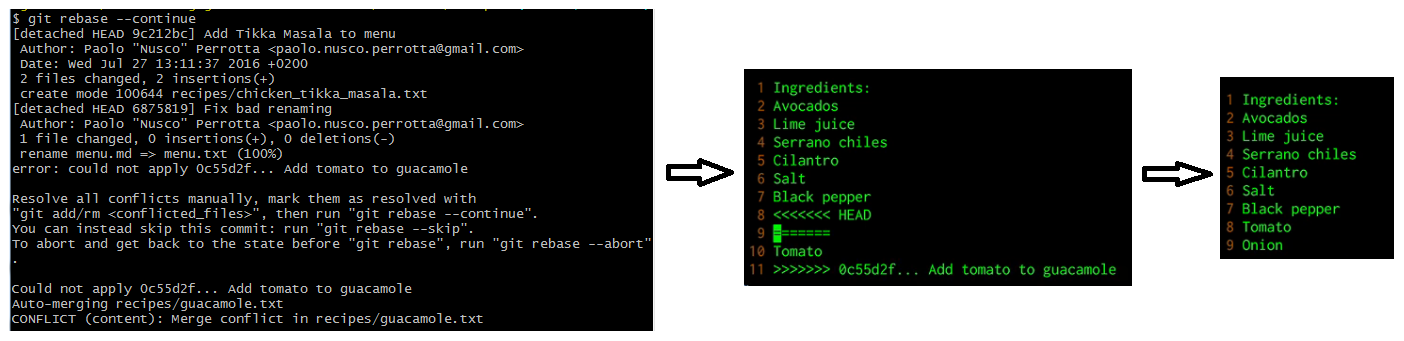 $ git rebase --continue
[detached HEAD 9c212bc] Add Tikka Masala to menu
Author: Paolo "Nusco" Perrotta <paolo.nusco.perrotta@gmail.com>
Date: Wed Jul 27 13:11:37 2016 +0200
2 files changed, 2 insertions(+)
create mode 100644 recipes/chicken_tikka_masala.txt
[detached HEAD 6875819] Fix bad renaming
Author: Paolo "Nusco" Perrotta <paolo.nusco.perrotta@gmail.com>
1 file changed, 0 insertions(+), 0 deletions(-)
rename menu.md => menu.txt (100%)
error: could not apply 0c55d2f... Add tomato to guacamole
Resolve all conflicts manually, mark them as resolved with
"git add/rm <conflicted_files>", then run "git rebase --continue".
You can instead skip this commit: run "git rebase --skip".
To abort and get back to the state before "git rebase", run "git rebase --abort"
.
Could not apply 0c55d2f... Add tomato to guacamole
Auto-merging recipes/guacamole.txt
CONFLICT (content): Merge conflict in recipes/guacamole.txt
1 Ingredients:
2 Avocados
3 Lime juice
4 Serrano chiles
5 Cilantro
6 Salt
7 Black pepper
8 <<<<<<< HEAD
9 =======
10 Tomato
11 >>>>>>> 0c55d2f... Add tomato to guacamole
1 Ingredients:
2 Avocados
3 Lime juice
4 Serrano chiles
5 Cilantro
6 Salt
7 Black pepper
8 Tomato
9 Onion